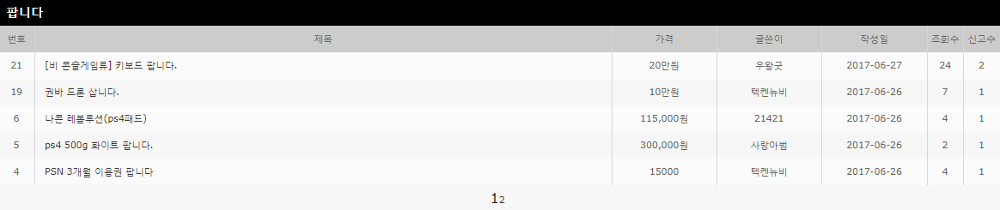 팝니다
번호 제목 가격 글쓴이 작성일 조회수 신고수
21 [비 콘솔게임류] 키보드 팝니다. 20만원 우왕굿 2017-06-27 24 2
19 권바 드론 삽니다. 10만원 텍켄뉴비 2017-06-26 7 1
6 나콘 레볼루션(ps4패드) 115,000원 21421 2017-06-26 4 1
5 ps4 500g 화이트 팝니다. 300,000원 사랑아범 2017-06-26 2 1
4 PSN 3개월 이용권 팝니다 15000 텍켄뉴비 2017-06-26 4 1
1 2